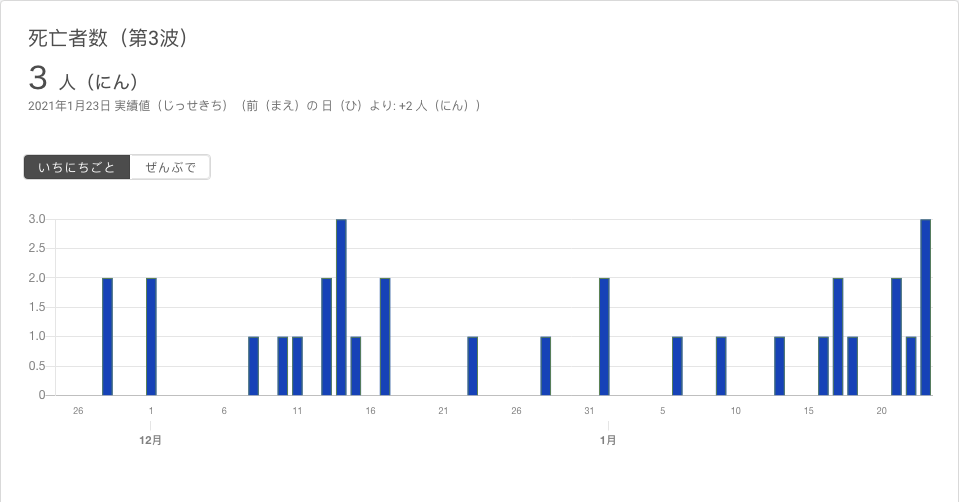 死亡者数（第3波）
3 人（にん）
2021年1月23日 実績値（じっせきち）（前（まえ）の 日（ひ）より: +2 人（にん））
いちにちごと ぜんぶで
3.0
2.5
2.0
1.5
1.0
0.5
0
26 1 6 11 16 21 26 31 5 10 15 20
12月 1月